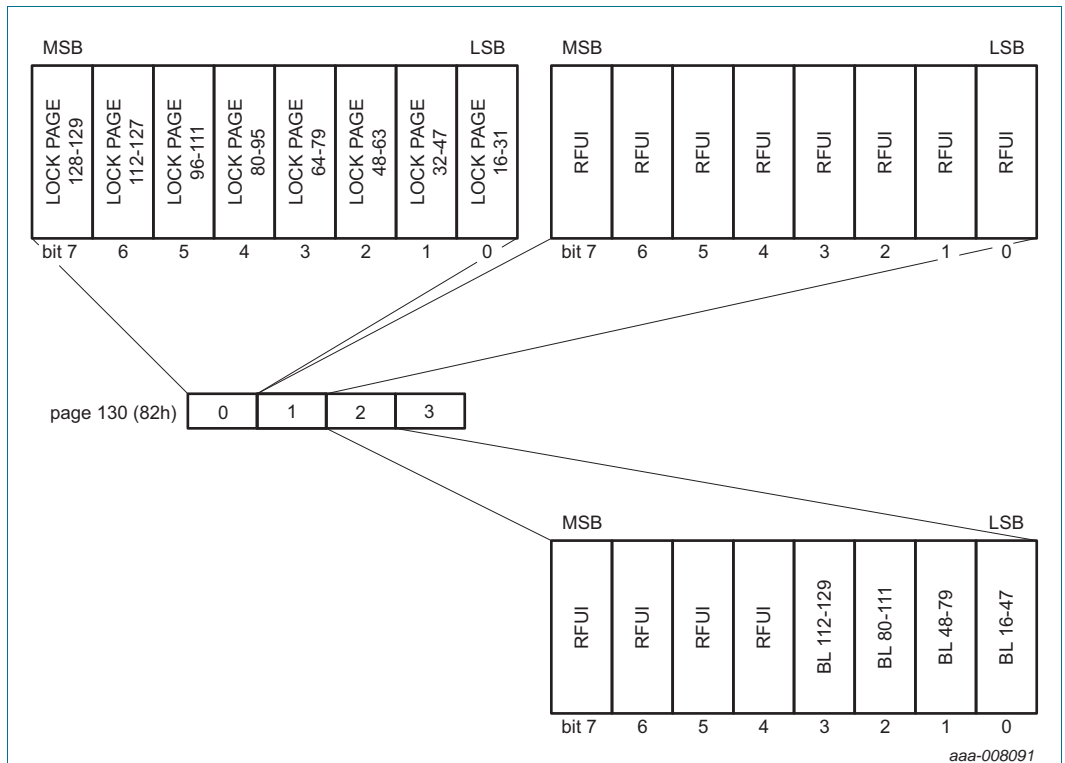 MSB LSB
LOCK PAGE 128-129
LOCK PAGE 112-127
LOCK PAGE 96-111
LOCK PAGE 80-95
LOCK PAGE 64-79
LOCK PAGE 48-63
LOCK PAGE 32-47
LOCK PAGE 16-31
bit 7 6 5 4 3 2 1 0
MSB LSB
RFUI
RFUI
RFUI
RFUI
RFUI
RFUI
RFUI
RFUI
bit 7 6 5 4 3 2 1 0
page 130 (82h) 0 1 2 3
MSB LSB
RFUI
RFUI
RFUI
RFUI
BL 112-129
BL 80-111
BL 48-79
BL 16-47
bit 7 6 5 4 3 2 1 0
aaa-008091